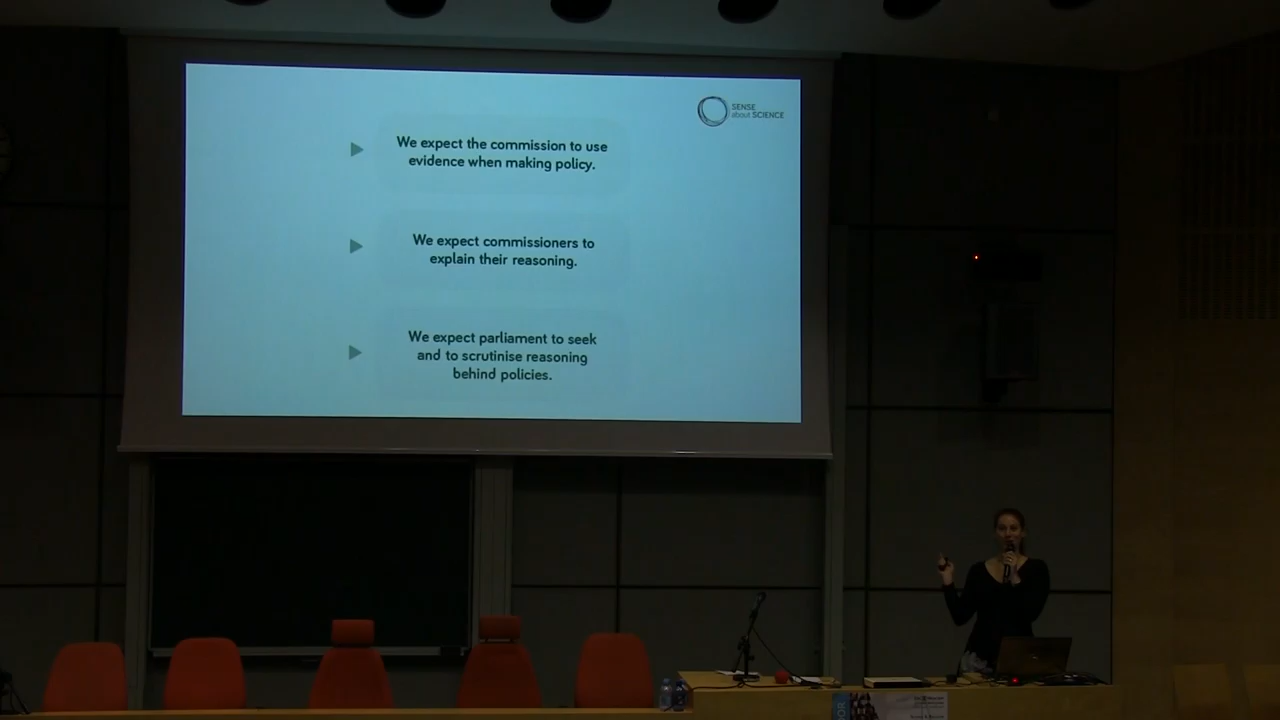 SENSE
about SCIENCE
We expect the commission to use
evidence when making policy.
We expect commissioners to
explain their reasoning.
We expect parliament to seek
and to scrutinise reasoning
behind policies.